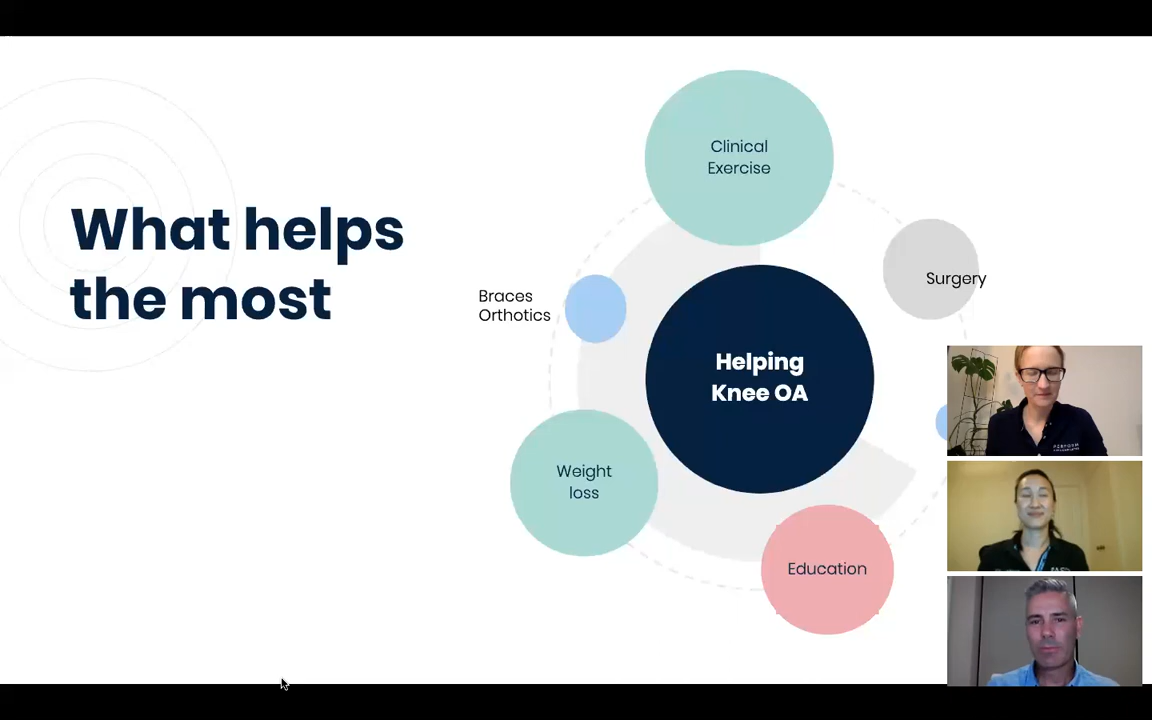 What helps
the most
Clinical
Exercise
Surgery
Braces
Orthotics
Helping
Knee OA
Weight
loss
Education